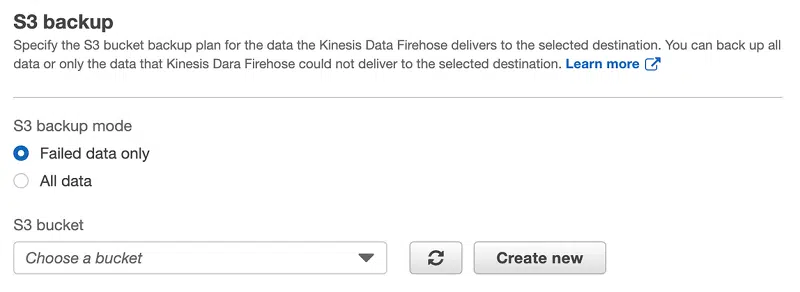 S3 backup
Specify the S3 bucket backup plan for the data the Kinesis Data Firehose delivers to the selected destination. You can back up all
data or only the data that Kinesis Dara Firehose could not deliver to the selected destination. Learn more
S3 backup mode
Failed data only
All data
S3 bucket
Choose a bucket
Create new